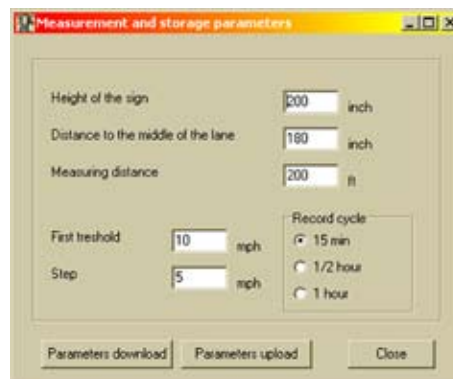 Measurement and storage parameters
Height of the sign 200 inch
Distance to the middle of the lane 180 inch
Measuring distance 200 ft
First treshold 10 mph
Step 5 mph
Record cycle
15 min
1/2 hour
1 hour
Parameters download Parameters upload Close